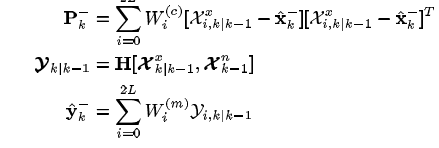 P_k^- = \sum_{i=0}^{2L} W_i^{(c)} [\mathcal{X}_{i,k|k-1}^x - \hat{x}_k^-][\mathcal{X}_{i,k|k-1}^x - \hat{x}_k^-]^T
\mathcal{Y}_{k|k-1} = H[\mathcal{X}_{k|k-1}^x, \mathcal{X}_{k-1}^n]
\hat{y}_k^- = \sum_{i=0}^{2L} W_i^{(m)} \mathcal{Y}_{i,k|k-1}